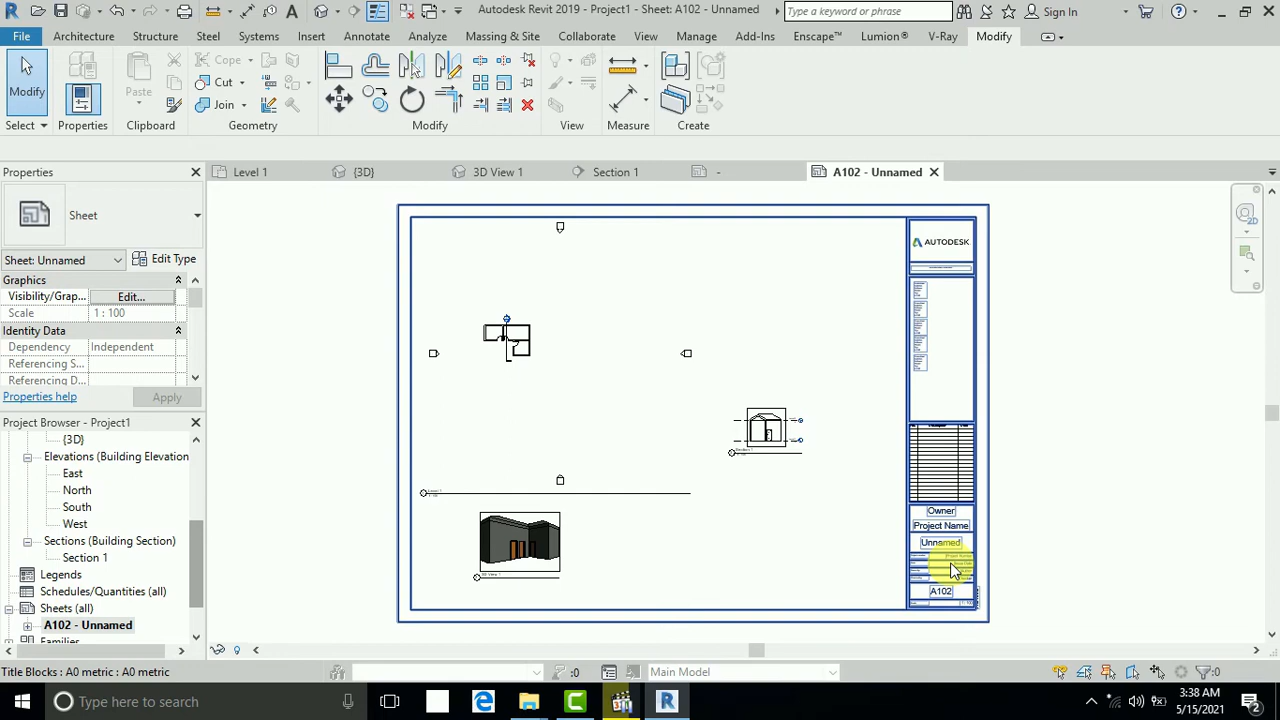 Autodesk Revit 2019 - Project1 - Sheet: A102 - Unnamed
Type a keyword or phrase
Sign In
File
Architecture
Structure
Steel
Systems
Insert
Annotate
Analyze
Massing & Site
Collaborate
View
Manage
Add-Ins
Enscape™
Lumion®
V-Ray
Modify
Modify
Properties
Paste
Cope
Cut
Join
Select
Properties
Clipboard
Geometry
Modify
View
Measure
Create
Properties
Level 1
{3D}
3D View 1
Section 1
-
A102 - Unnamed
Sheet
Sheet: Unnamed
Edit Type
Graphics
Visibility/Grap...
Edit...
Scale
1 : 100
Identity Data
Dependency
Independent
Referencing S...
Referencing D...
Properties help
Apply
Project Browser - Project1
{3D}
Elevations (Building Elevation
East
North
South
West
Sections (Building Section)
Section 1
Legends
Schedules/Quantities (all)
Sheets (all)
A102 - Unnamed
Families
AUTODESK
Owner
Project Name
Unnamed
A102
2D
Title Blocks : A0 metric : A0 metric
:0
Main Model
:0
Type here to search
3:38 AM
5/15/2021
2